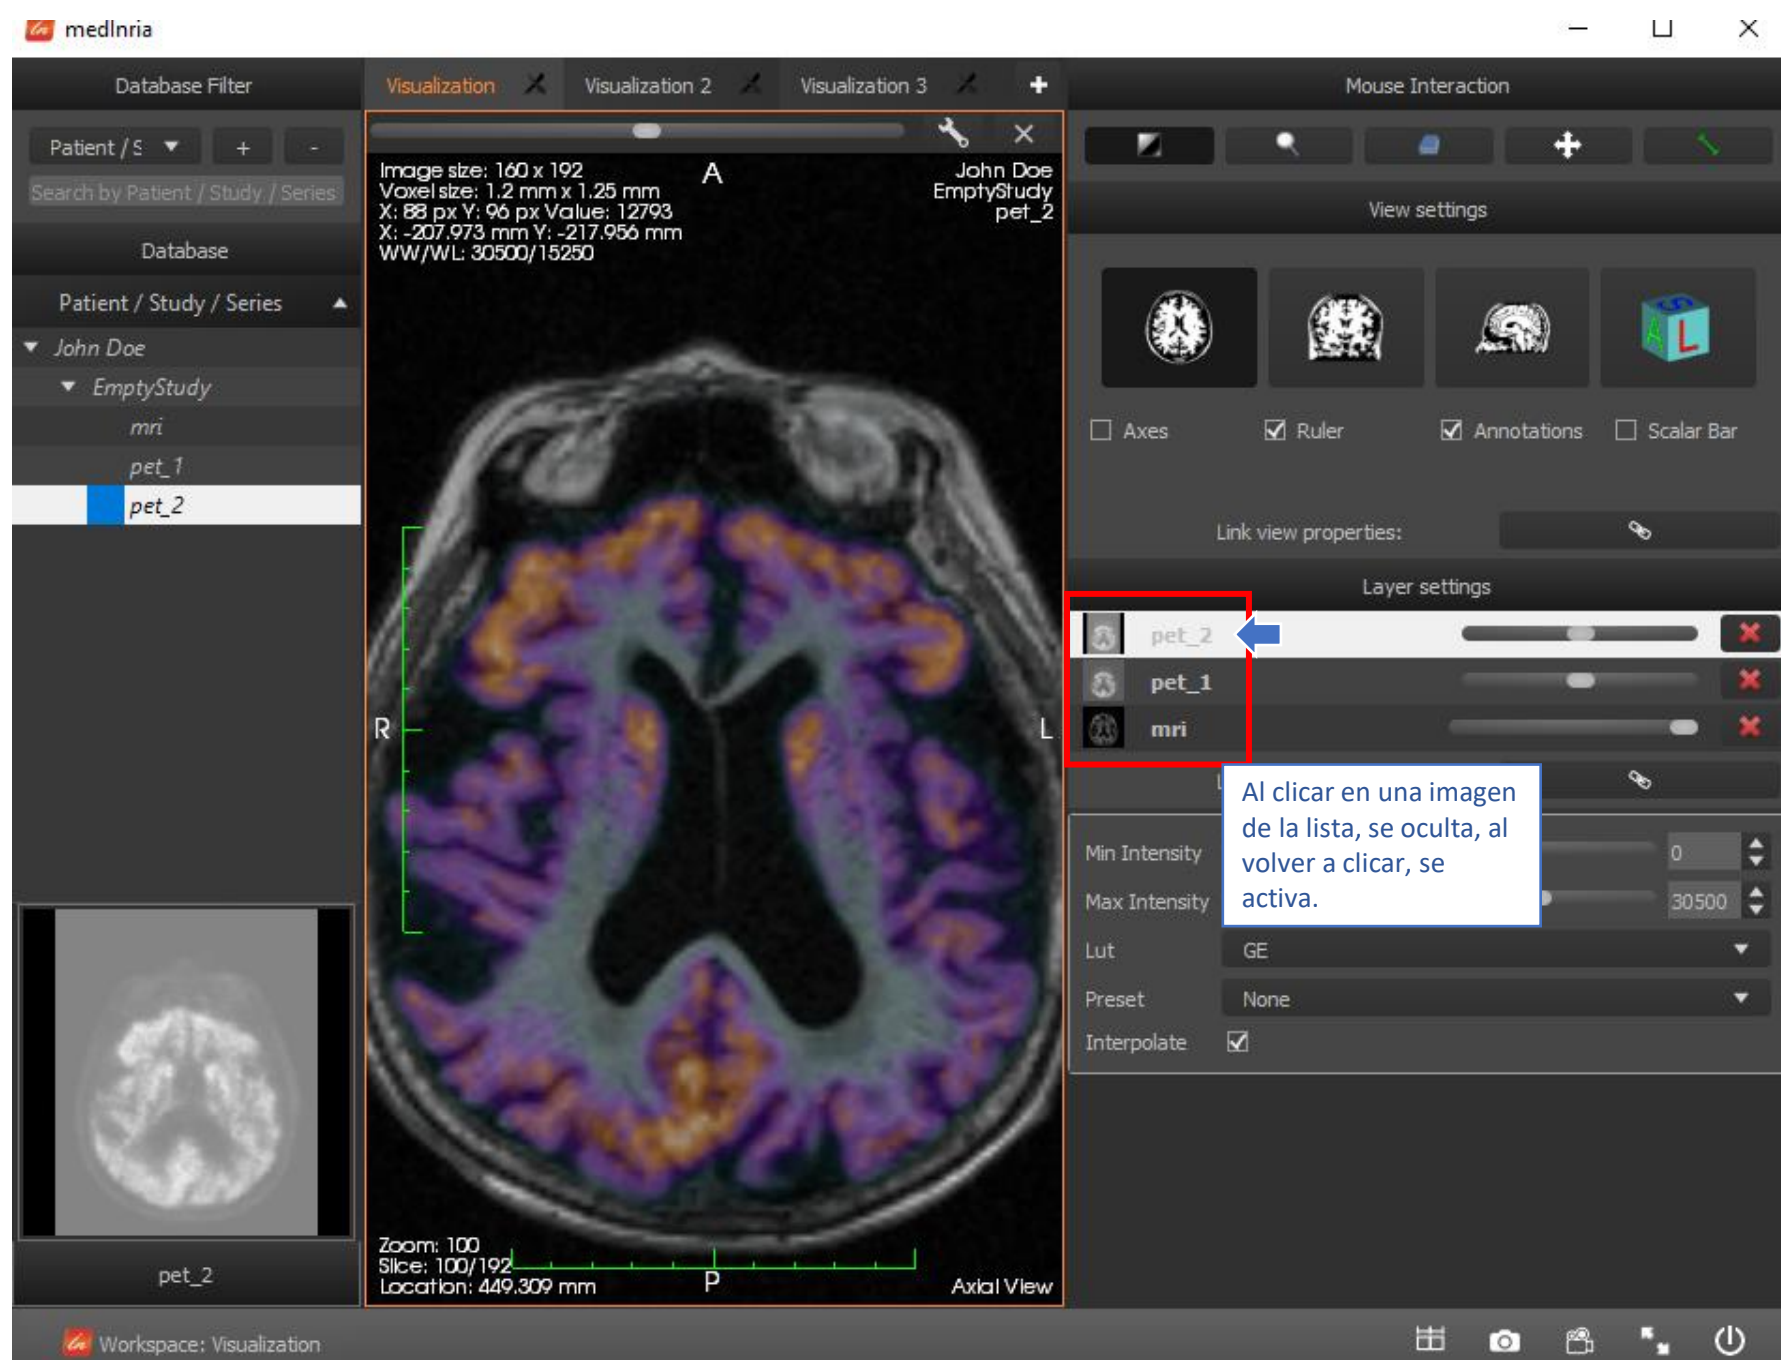 medInria
Database Filter
Visualization
Visualization 2
Visualization 3
Mouse Interaction
Patient / S
+
-
Search by Patient / Study / Series
Database
Patient / Study / Series
John Doe
EmptyStudy
mri
pet_1
pet_2
pet_2
Image size: 160 x 192
Voxel size: 1.2 mm x 1.25 mm
X: 88 px Y: 96 px Value: 12793
X: -207.973 mm Y: -217.956 mm
WW/WL: 30500/15250
A
John Doe
EmptyStudy
pet_2
R
L
Zoom: 100
Slice: 100/192
Location: 449.309 mm
P
Axial View
View settings
A
S
L
Axes
Ruler
Annotations
Scalar Bar
Link view properties:
Layer settings
pet_2
pet_1
mri
Al clicar en una imagen
de la lista, se oculta, al
volver a clicar, se
activa.
Min Intensity
0
Max Intensity
30500
Lut
GE
Preset
None
Interpolate
Workspace: Visualization